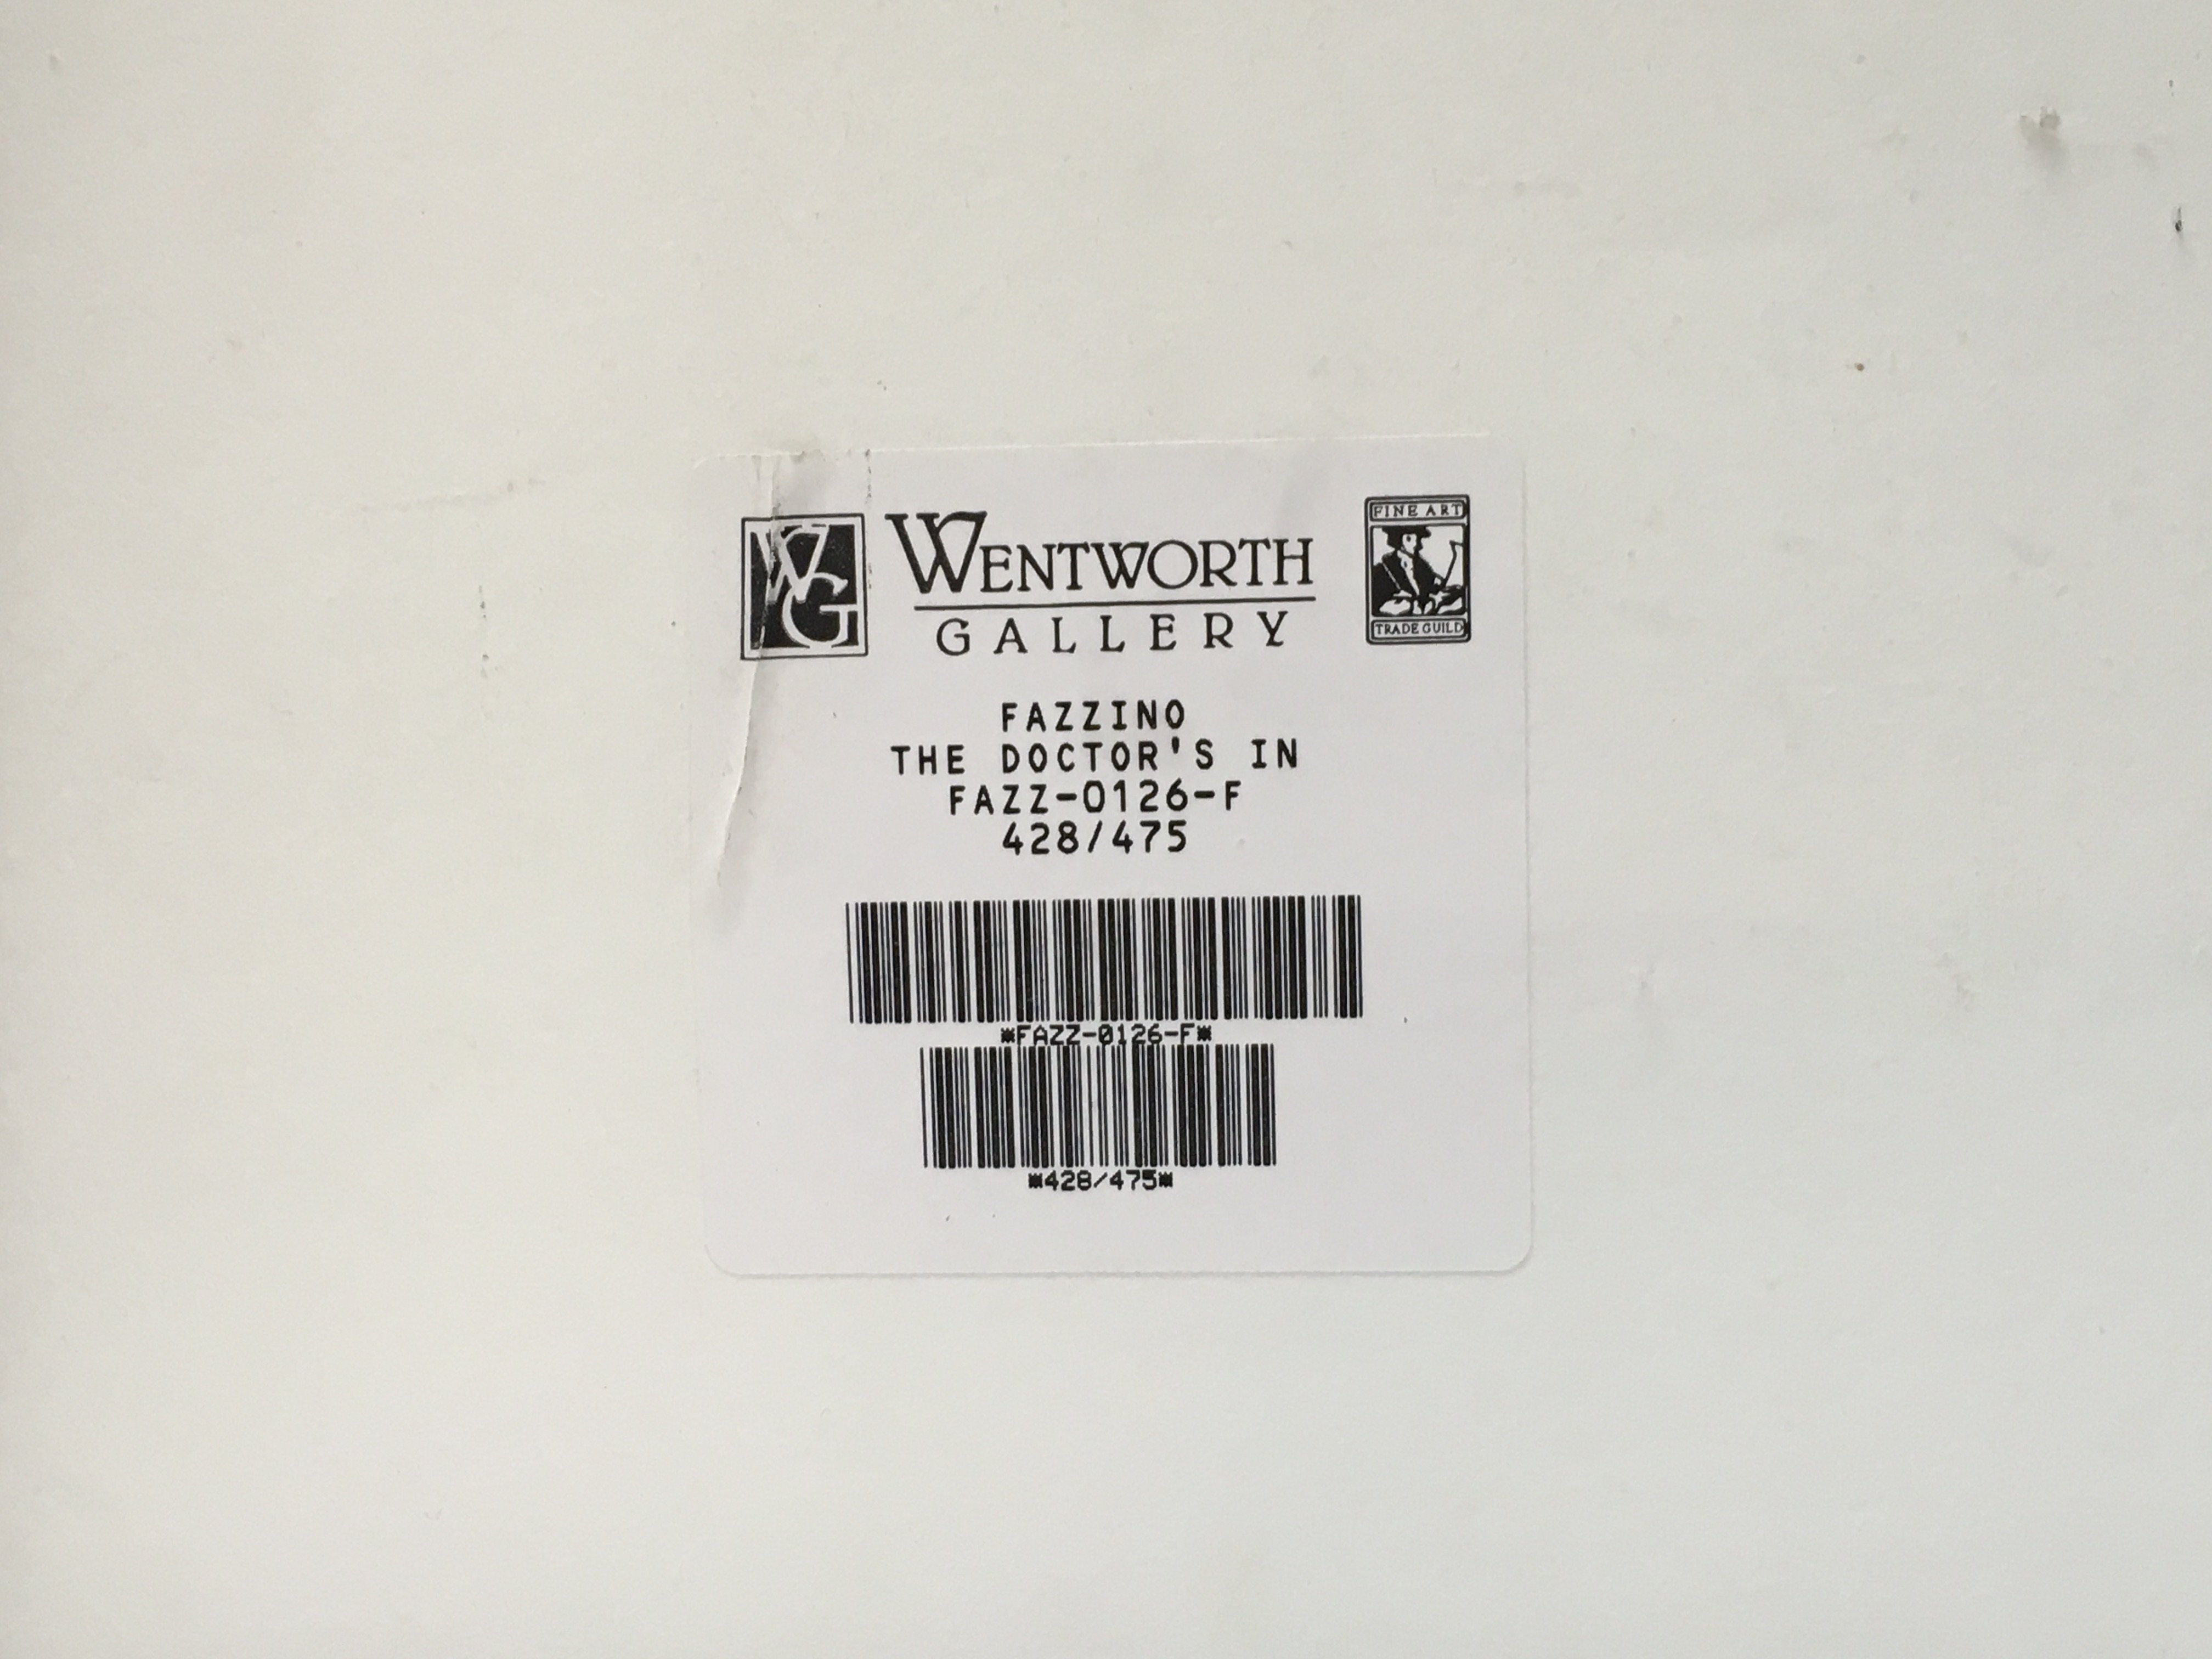 WG
WENTWORTH
GALLERY
FINE ART
TRADE GUILD
FAZZINO
THE DOCTOR'S IN
FAZZ-0126-F
428/475
*FAZZ-0126-F*
*428/475*